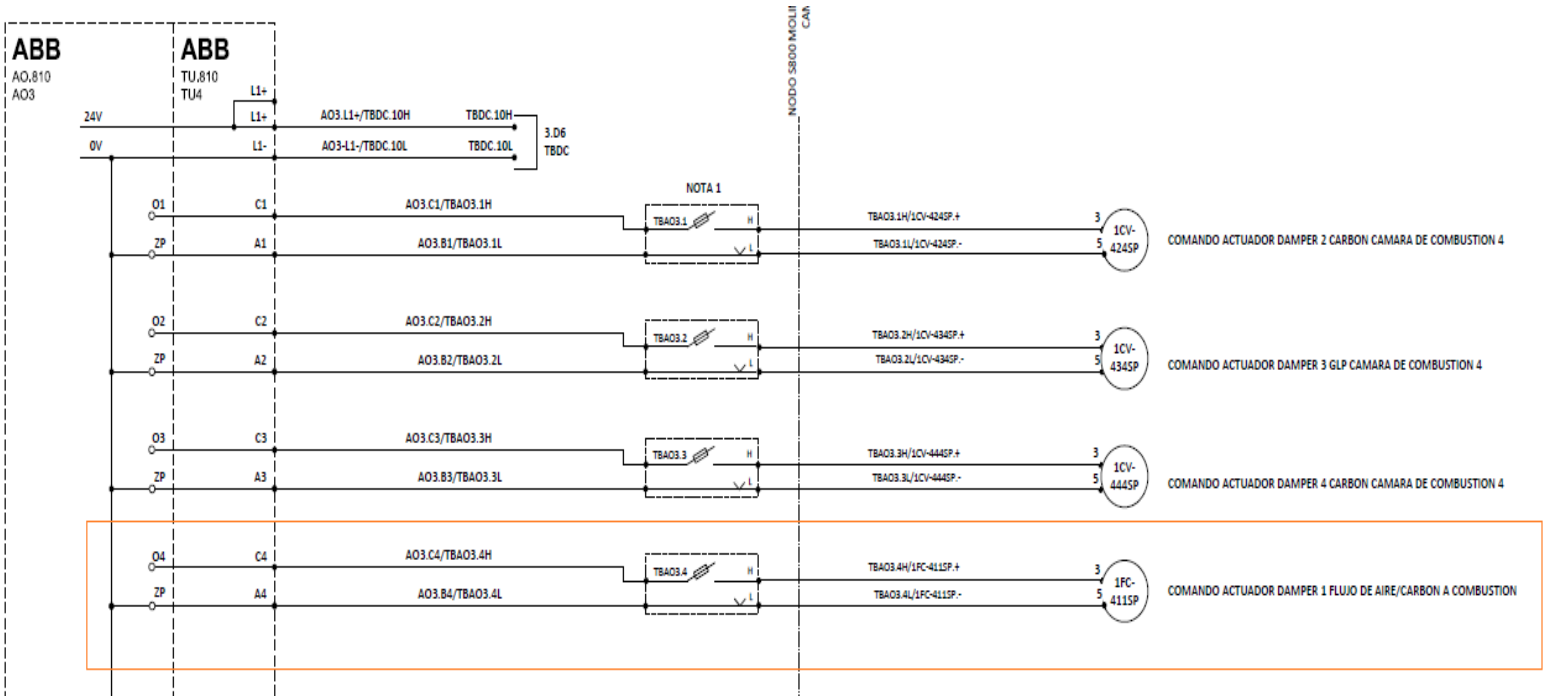 NODO S800 MOLI
CAM
ABB
AO.810
AO3
ABB
TU.810
TU4
L1+
24V
L1+
AO3.L1+/TBDC.10H
TBDC.10H
0V
L1-
AO3-L1-/TBDC.10L
TBDC.10L
3.D6
TBDC
NOTA 1
O1
C1
AO3.C1/TBAO3.1H
TBAO3.1
H
TBAO3.1H/1CV-424SP.+
3
ZP
A1
AO3.B1/TBAO3.1L
L
TBAO3.1L/1CV-424SP.-
5
1CV-
424SP
COMANDO ACTUADOR DAMPER 2 CARBON CAMARA DE COMBUSTION 4
O2
C2
AO3.C2/TBAO3.2H
TBAO3.2
H
TBAO3.2H/1CV-434SP.+
3
ZP
A2
AO3.B2/TBAO3.2L
L
TBAO3.2L/1CV-434SP.-
5
1CV-
434SP
COMANDO ACTUADOR DAMPER 3 GLP CAMARA DE COMBUSTION 4
O3
C3
AO3.C3/TBAO3.3H
TBAO3.3
H
TBAO3.3H/1CV-444SP.+
3
ZP
A3
AO3.B3/TBAO3.3L
L
TBAO3.3L/1CV-444SP.-
5
1CV-
444SP
COMANDO ACTUADOR DAMPER 4 CARBON CAMARA DE COMBUSTION 4
O4
C4
AO3.C4/TBAO3.4H
TBAO3.4
H
TBAO3.4H/1FC-411SP.+
3
ZP
A4
AO3.B4/TBAO3.4L
L
TBAO3.4L/1FC-411SP.-
5
1FC-
411SP
COMANDO ACTUADOR DAMPER 1 FLUJO DE AIRE/CARBON A COMBUSTION